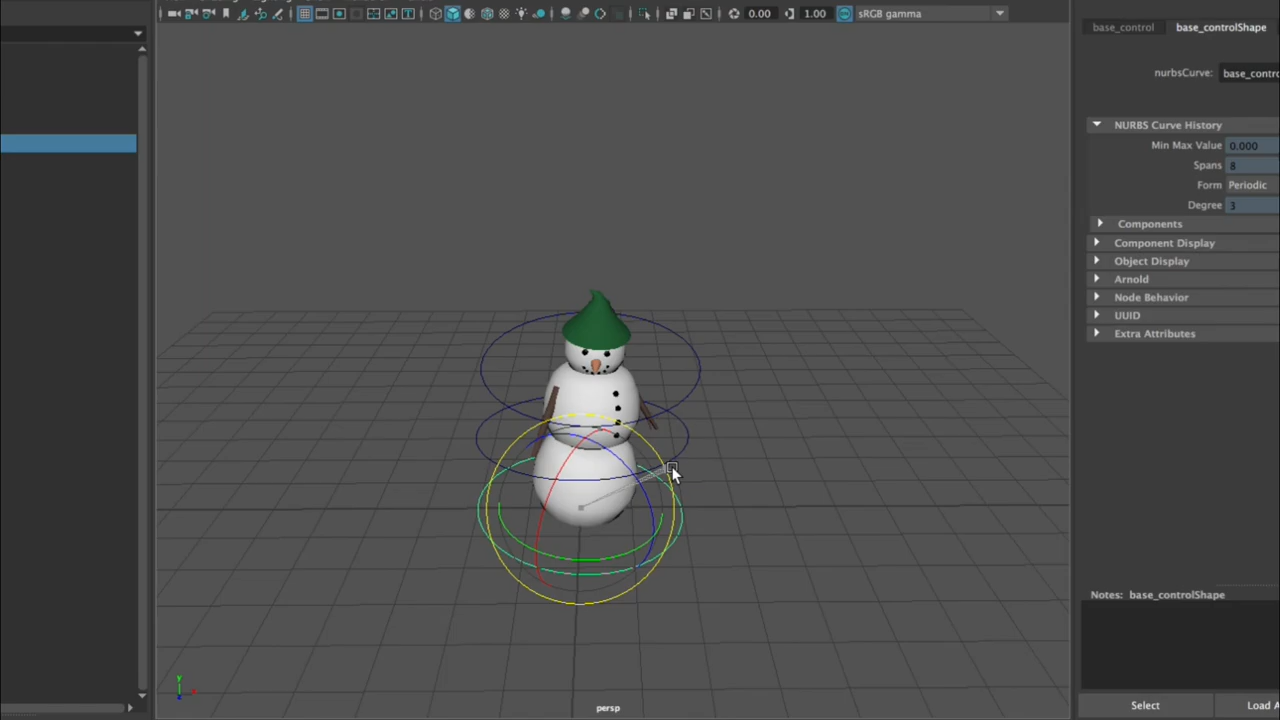 0.00
1.00
sRGB gamma
base_control
base_controlShape
nurbsCurve:
base_contro
NURBS Curve History
Min Max Value
0.000
Spans
8
Form
Periodic
Degree
3
Components
Component Display
Object Display
Arnold
Node Behavior
UUID
Extra Attributes
Notes: base_controlShape
Select
Load A
persp
y
x